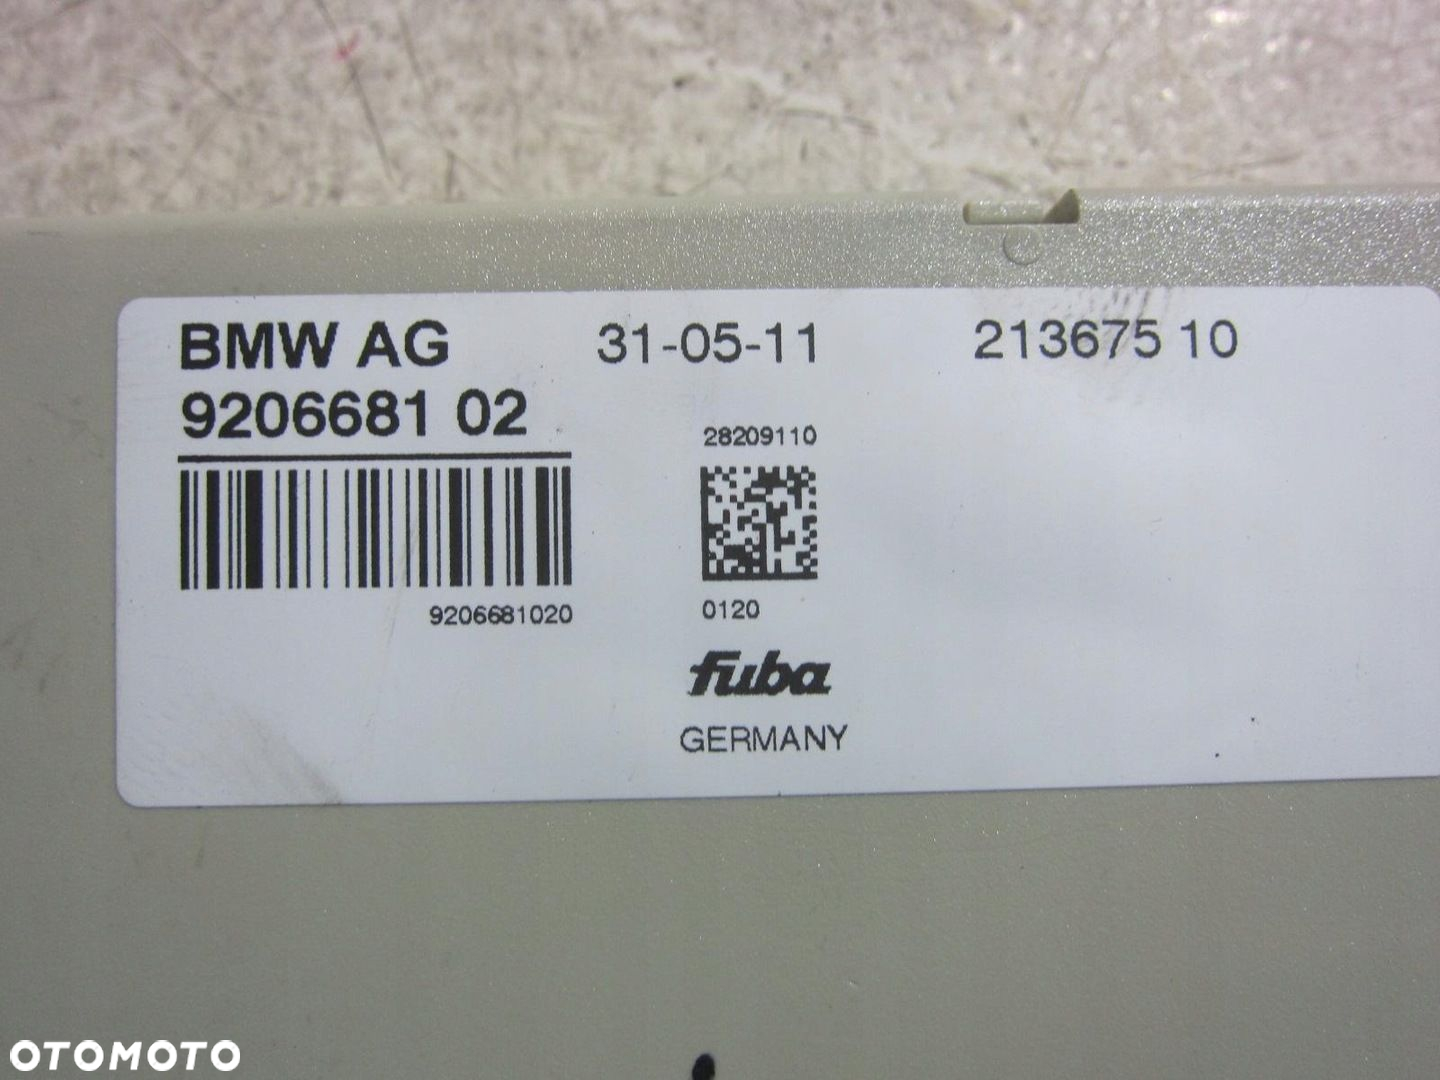 BMW AG 31-05-11 213675 10
9206681 02
28209110
9206681020
0120
fuba
GERMANY
OTOMOTO